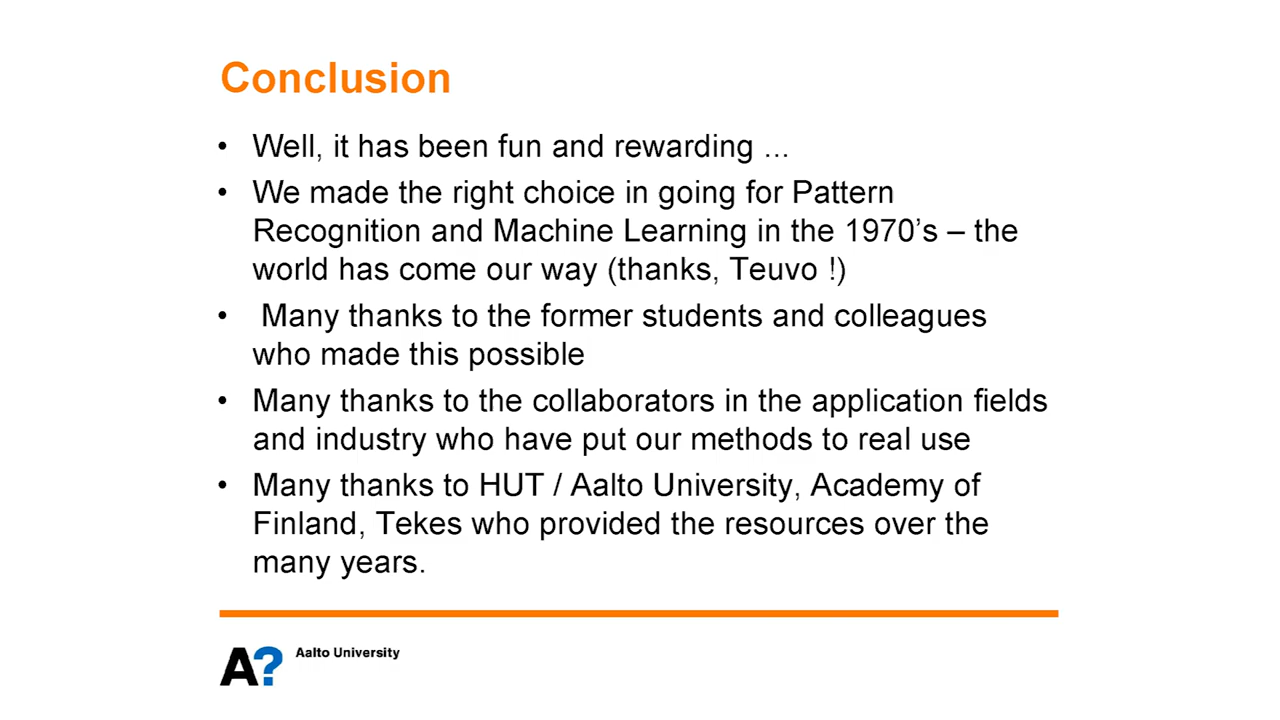 Conclusion
• Well, it has been fun and rewarding ...
• We made the right choice in going for Pattern
Recognition and Machine Learning in the 1970’s – the
world has come our way (thanks, Teuvo !)
• Many thanks to the former students and colleagues
who made this possible
• Many thanks to the collaborators in the application fields
and industry who have put our methods to real use
• Many thanks to HUT / Aalto University, Academy of
Finland, Tekes who provided the resources over the
many years.
A? Aalto University